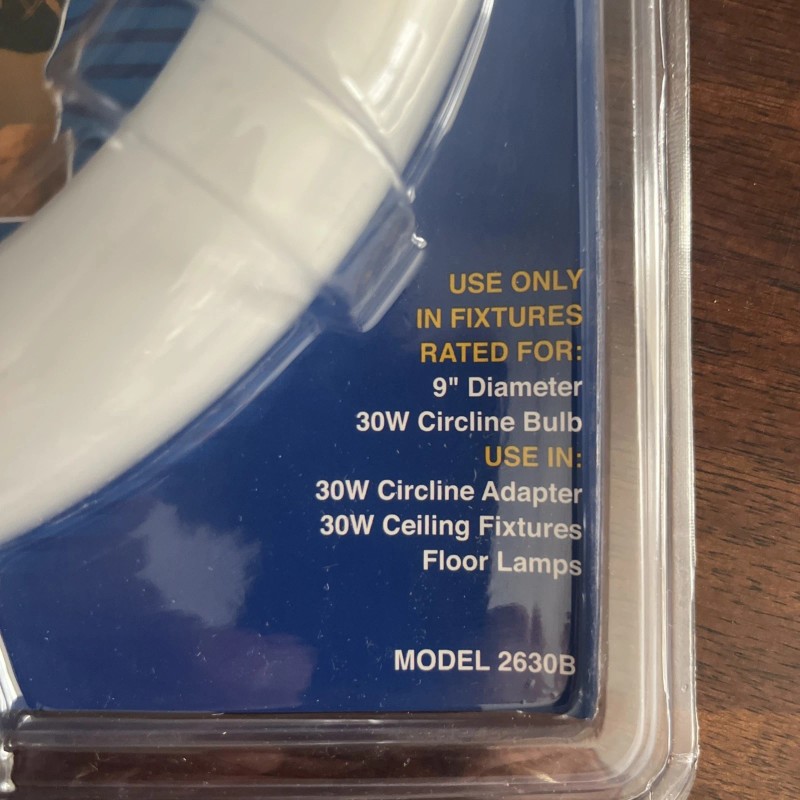 USE ONLY
IN FIXTURES
RATED FOR:
9" Diameter
30W Circline Bulb
USE IN:
30W Circline Adapter
30W Ceiling Fixtures
Floor Lamps
MODEL 2630B